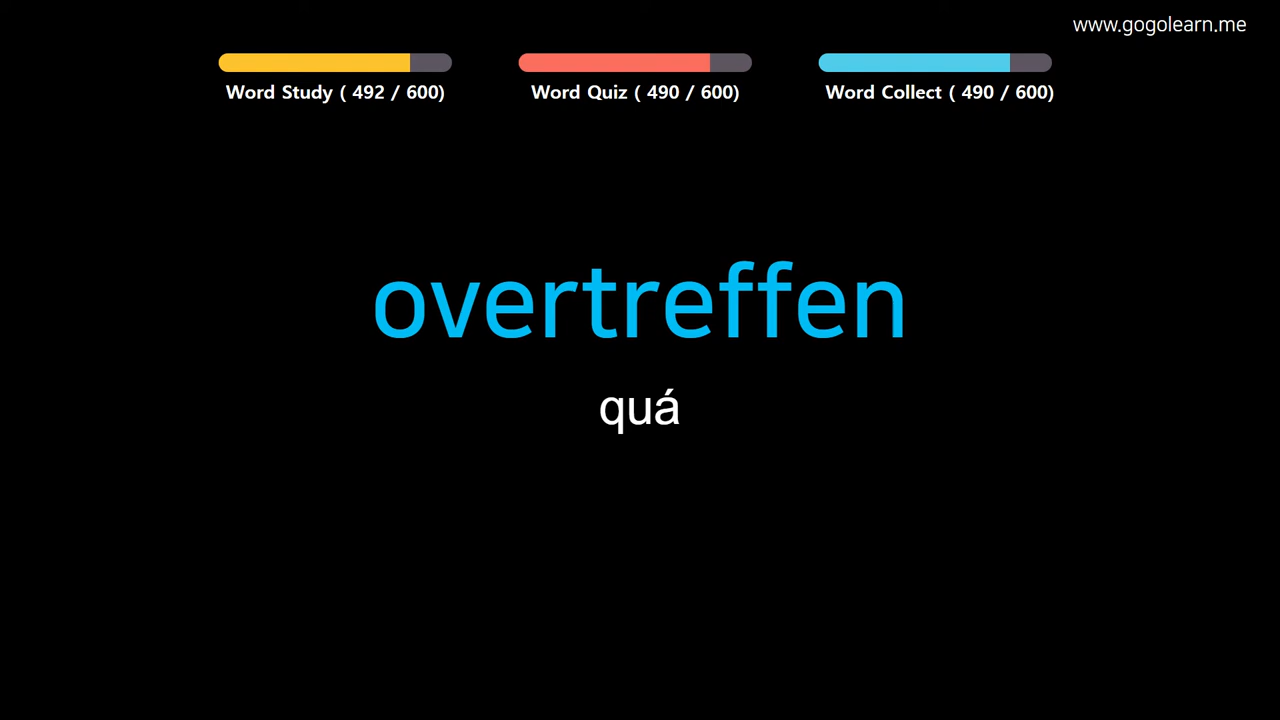 www.gogolearn.me
Word Study ( 492 / 600)
Word Quiz ( 490 / 600)
Word Collect ( 490 / 600)
overtreffen
quá